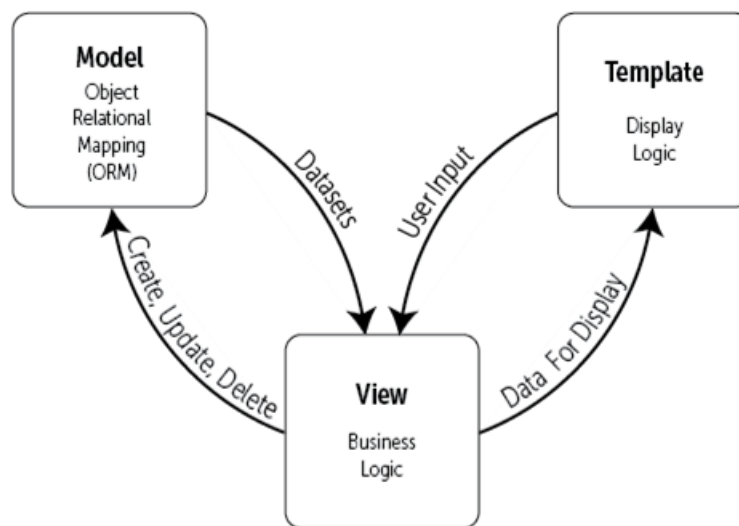 Model
Object
Relational
Mapping
(ORM)
Template
Display
Logic
Datasets
User Input
Create, Update, Delete
Data For Display
View
Business
Logic